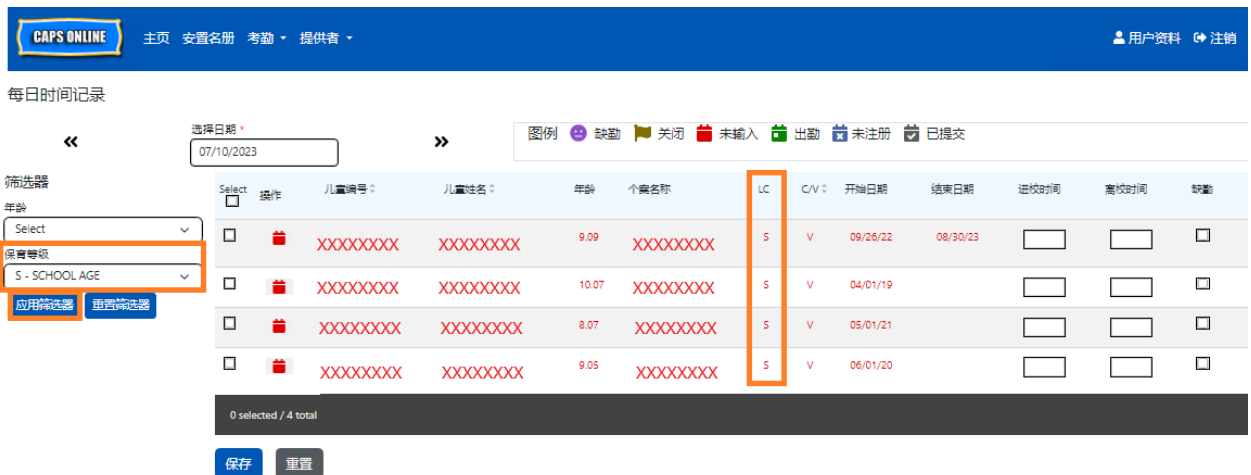 CAPS ONLINE 主页 安置名册 考勤 提供者 用户资料 注销
每日时间记录
选择日期 *
07/10/2023
图例 缺勤 关闭 未输入 出勤 未注册 已提交
筛选器
年龄
Select
保育等级
S - SCHOOL AGE
应用筛选器 重置筛选器
Select 操作 儿童编号 儿童姓名 年龄 个案名称 LC C/V 开始日期 结束日期 进校时间 离校时间 缺勤
XXXXXXXX XXXXXXXX 9.09 XXXXXXXX S V 09/26/22 08/30/23
XXXXXXXX XXXXXXXX 10.07 XXXXXXXX S V 04/01/19
XXXXXXXX XXXXXXXX 8.07 XXXXXXXX S V 05/01/21
XXXXXXXX XXXXXXXX 9.05 XXXXXXXX S V 06/01/20
0 selected / 4 total
保存 重置